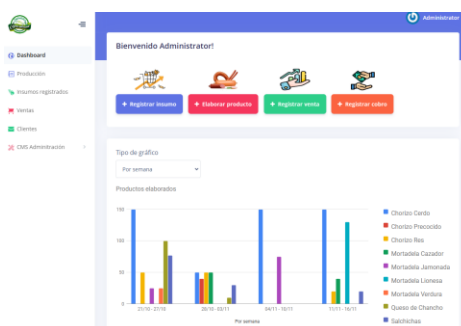 Administrator
Dashboard
Producción
Insumos registrados
Ventas
Clientes
CMS Administración
Bienvenido Administrator!
+ Registrar insumo
+ Elaborar producto
+ Registrar venta
+ Registrar cobro
Tipo de gráfico
Por semana
Productos elaborados
150
100
50
0
21/10 - 27/10
28/10 - 03/11
04/11 - 10/11
11/11 - 16/11
Por semana
Chorizo Cerdo
Chorizo Precocido
Chorizo Res
Mortadela Cazador
Mortadela Jamonada
Mortadela Lionesa
Mortadela Verdura
Queso de Chancho
Salchichas